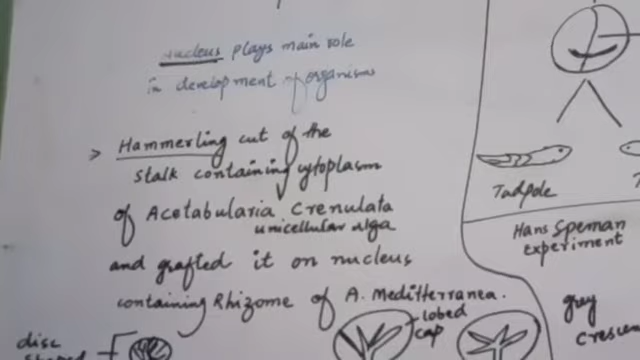 Nucleus plays main role
in development of organisms
> Hammerling cut of the
stalk containing cytoplasm
of Acetabularia Crenulata
unicellular alga
and grafted it on nucleus
containing Rhizome of A. Mediterranea.
disc
lobed
cap
Tadpole
Hans Speman
experiment
grey
crescen